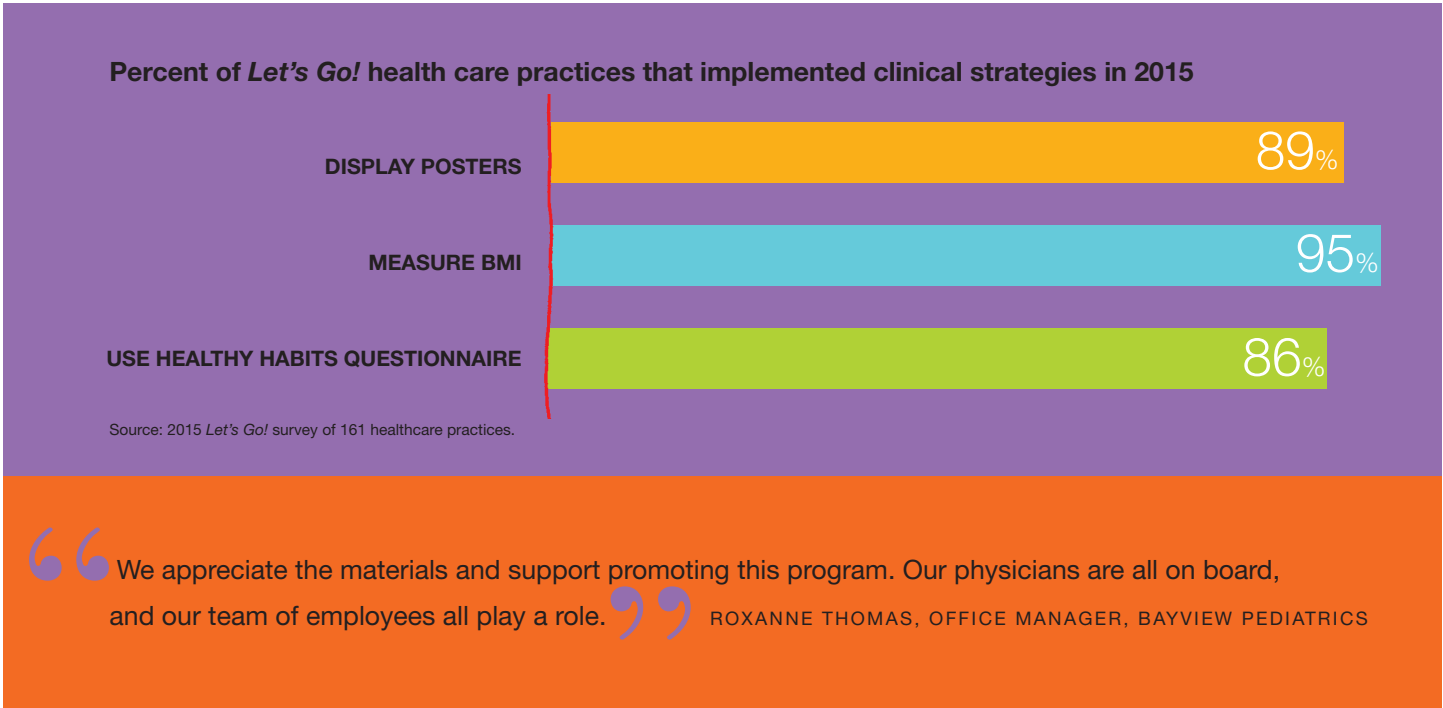 Percent of Let’s Go! health care practices that implemented clinical strategies in 2015
DISPLAY POSTERS
89%
MEASURE BMI
95%
USE HEALTHY HABITS QUESTIONNAIRE
86%
Source: 2015 Let’s Go! survey of 161 healthcare practices.
“We appreciate the materials and support promoting this program. Our physicians are all on board,
and our team of employees all play a role.” ROXANNE THOMAS, OFFICE MANAGER, BAYVIEW PEDIATRICS